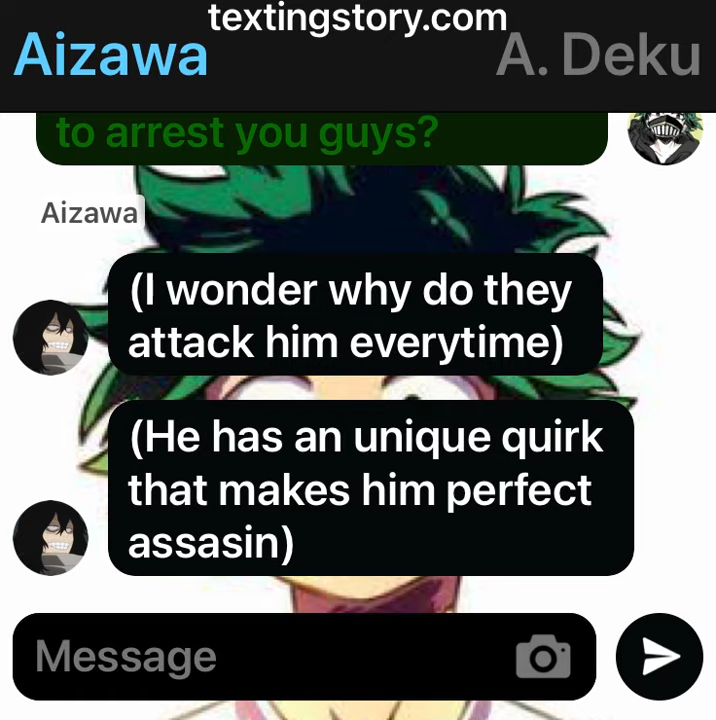 textingstory.com
Aizawa
A. Deku
to arrest you guys?
Aizawa
(I wonder why do they
attack him everytime)
(He has an unique quirk
that makes him perfect
assasin)
Message